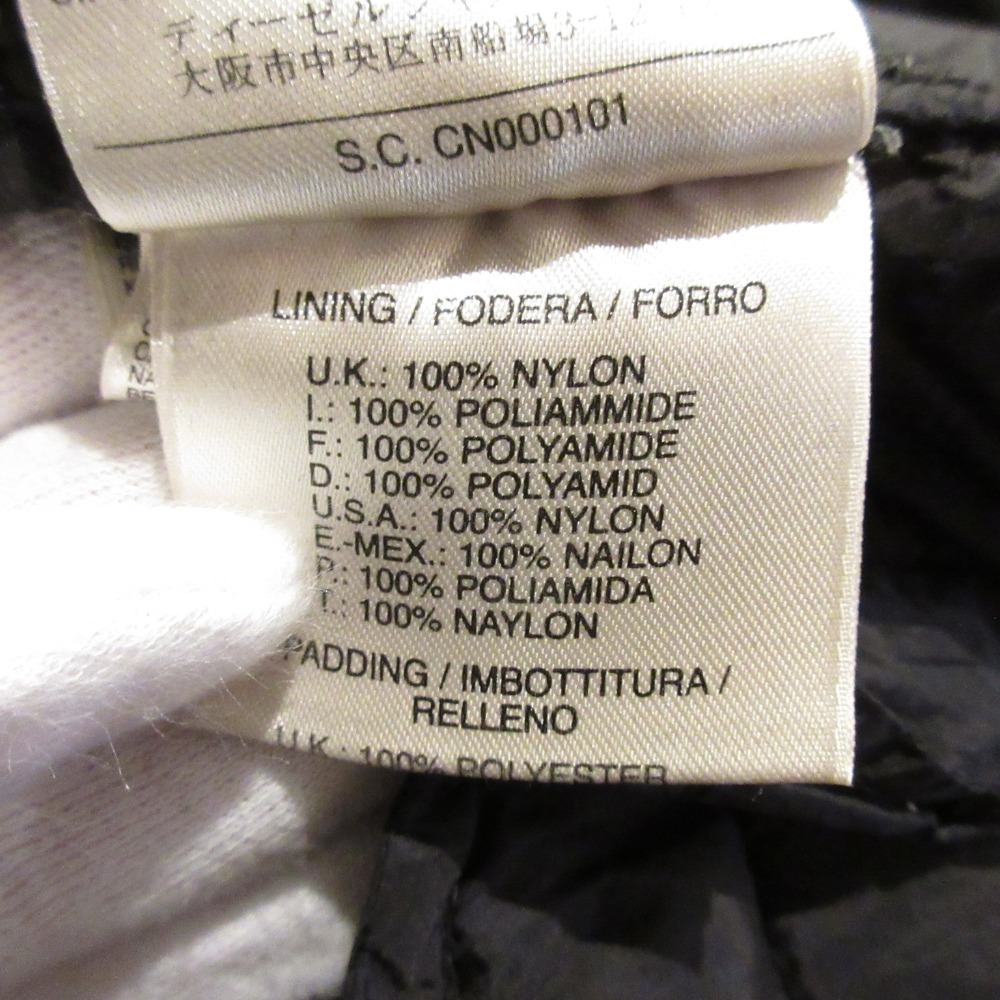 ディーゼルジャ
大阪市中央区南船場3-12
S.C. CN000101
LINING / FODERA / FORRO
U.K.: 100% NYLON
I.: 100% POLIAMMIDE
F.: 100% POLYAMIDE
D.: 100% POLYAMID
U.S.A.: 100% NYLON
E.-MEX.: 100% NAILON
P.: 100% POLIAMIDA
T.: 100% NAYLON
PADDING / IMBOTTITURA /
RELLENO
U.K.: 100% POLYESTER